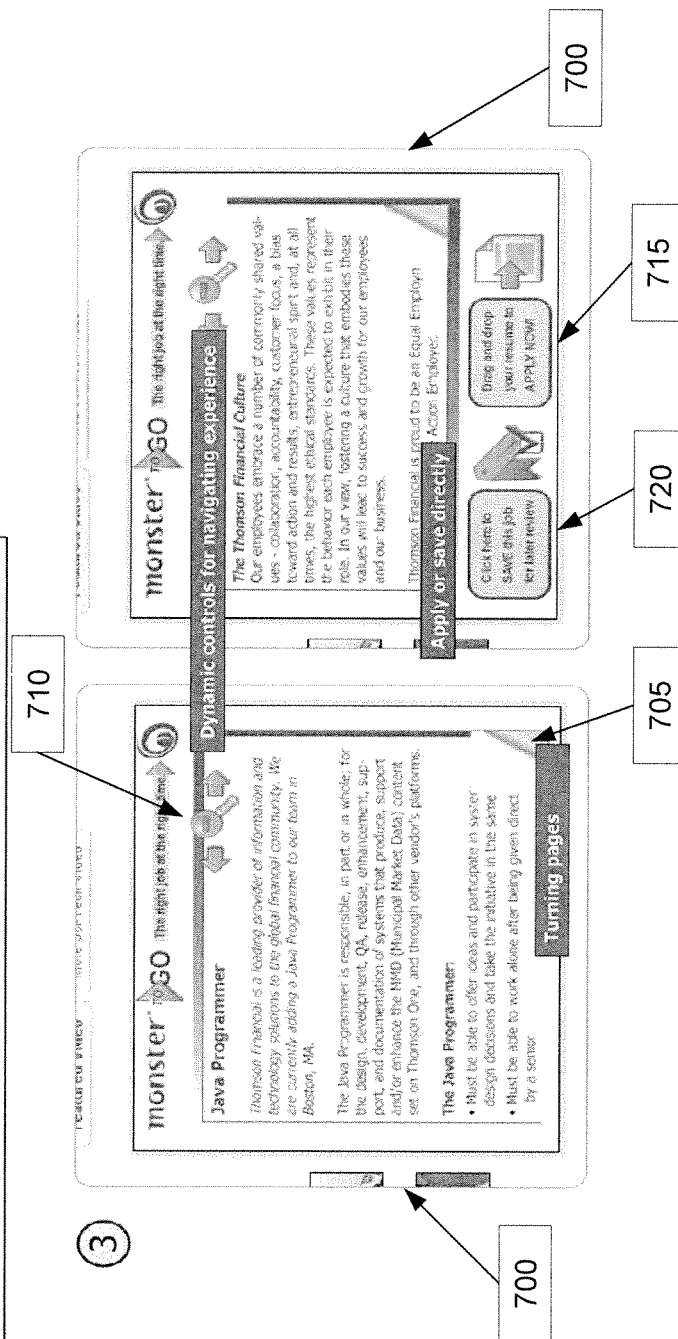 710
3
Featured Video
monster TO GO The right job at the right time.
Java Programmer
Thomson Financial is a leading provider of information and
technology solutions to the global financial community. We
are currently adding a Java Programmer to our team in
Boston, MA.
The Java Programmer is responsible, in part or in whole, for
the design, development, QA, release, enhancement, sup-
port, and documentation of systems that produce, support
and/or enhance the MMD (Municipal Market Data) content
set on Thomson One, and through other vendor's platforms.
The Java Programmer:
• Must be able to offer ideas and participate in system
design decisions and take the initiative in the same
• Must be able to work alone after being given direct
by a senior
Turning pages
700
705
monster TO GO The right job at the right time.
Dynamic controls for navigating experience
The Thomson Financial Culture
Our employees embrace a number of commonly shared val-
ues - collaboration, accountability, customer focus, a bias
toward action and results, entrepreneurial spirit and, at all
times, the highest ethical standards. These values represent
the behavior each employee is expected to exhibit in their
role. In our view, fostering a culture that embodies these
values will lead to success and growth for our employees
and our business.
Thomson Financial is proud to be an Equal Employm
Action Employer.
Apply or save directly
Click here to
SAVE this job
for later review
Drag and drop
your resume to
APPLY NOW!
720
715
700